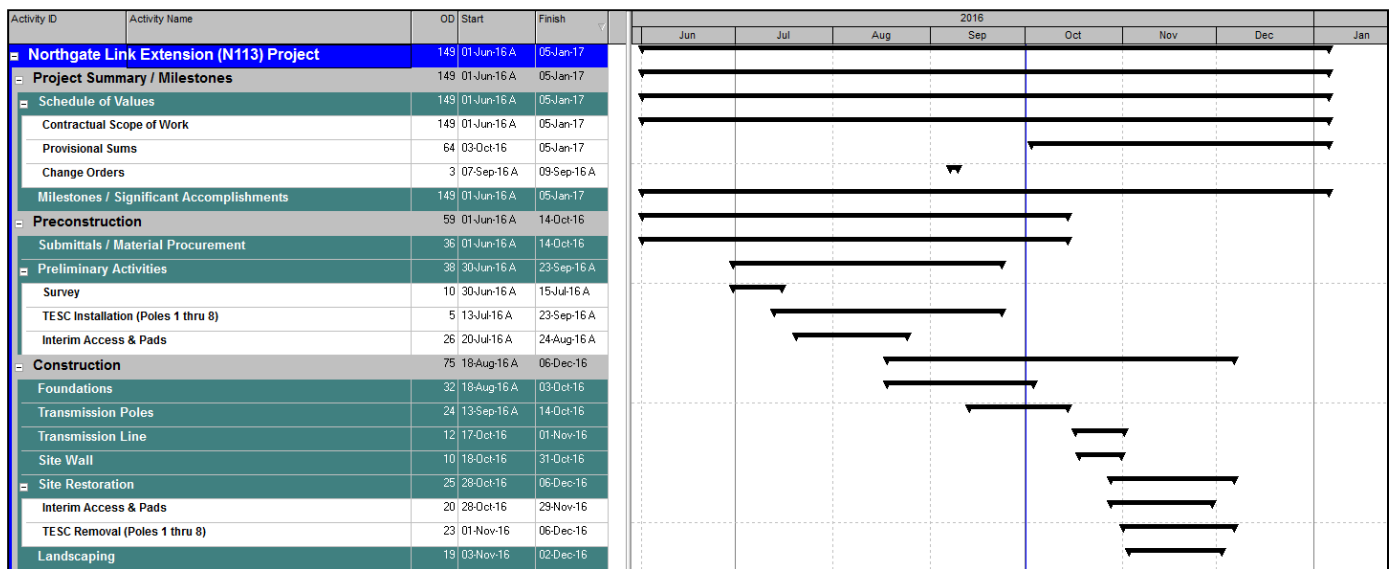 Activity ID Activity Name OD Start Finish 2016
Jun Jul Aug Sep Oct Nov Dec Jan
Northgate Link Extension (N113) Project 149 01-Jun-16 A 05-Jan-17
Project Summary / Milestones 149 01-Jun-16 A 05-Jan-17
Schedule of Values 149 01-Jun-16 A 05-Jan-17
Contractual Scope of Work 149 01-Jun-16 A 05-Jan-17
Provisional Sums 64 03-Oct-16 05-Jan-17
Change Orders 3 07-Sep-16 A 09-Sep-16 A
Milestones / Significant Accomplishments 149 01-Jun-16 A 05-Jan-17
Preconstruction 59 01-Jun-16 A 14-Oct-16
Submittals / Material Procurement 36 01-Jun-16 A 14-Oct-16
Preliminary Activities 38 30-Jun-16 A 23-Sep-16 A
Survey 10 30-Jun-16 A 15-Jul-16 A
TESC Installation (Poles 1 thru 8) 5 13-Jul-16 A 23-Sep-16 A
Interim Access & Pads 26 20-Jul-16 A 24-Aug-16 A
Construction 75 18-Aug-16 A 06-Dec-16
Foundations 32 18-Aug-16 A 03-Oct-16
Transmission Poles 24 13-Sep-16 A 14-Oct-16
Transmission Line 12 17-Oct-16 01-Nov-16
Site Wall 10 18-Oct-16 31-Oct-16
Site Restoration 25 28-Oct-16 06-Dec-16
Interim Access & Pads 20 28-Oct-16 29-Nov-16
TESC Removal (Poles 1 thru 8) 23 01-Nov-16 06-Dec-16
Landscaping 19 03-Nov-16 02-Dec-16